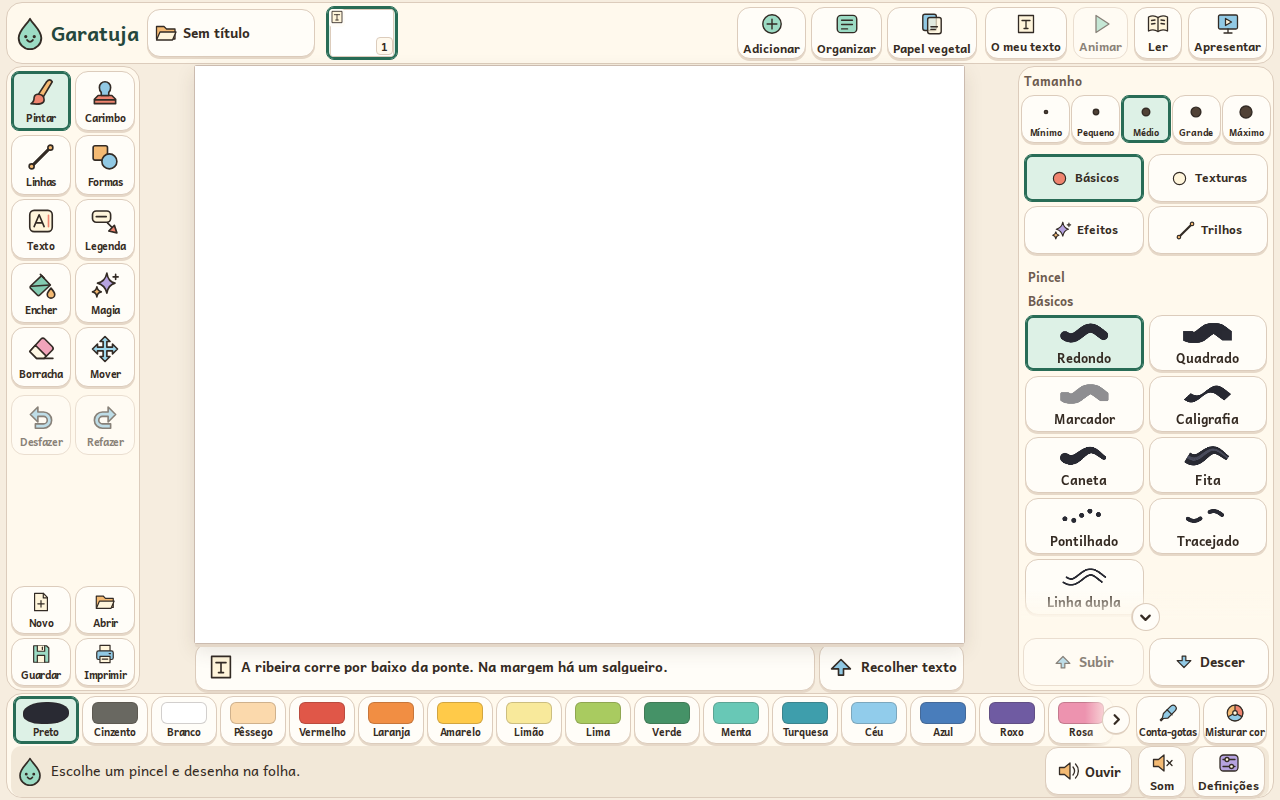 Garatuja
Sem título
1
Adicionar
Organizar
Papel vegetal
O meu texto
Animar
Ler
Apresentar
Pintar
Carimbo
Linhas
Formas
Texto
Legenda
Encher
Magia
Borracha
Mover
Desfazer
Refazer
Novo
Abrir
Guardar
Imprimir
Tamanho
Mínimo
Pequeno
Médio
Grande
Máximo
Básicos
Texturas
Efeitos
Trilhos
Pincel
Básicos
Redondo
Quadrado
Marcador
Caligrafia
Caneta
Fita
Pontilhado
Tracejado
Linha dupla
Subir
Descer
A ribeira corre por baixo da ponte. Na margem há um salgueiro.
Recolher texto
Preto
Cinzento
Branco
Pêssego
Vermelho
Laranja
Amarelo
Limão
Lima
Verde
Menta
Turquesa
Céu
Azul
Roxo
Rosa
Conta-gotas
Misturar cor
Escolhe um pincel e desenha na folha.
Ouvir
Som
Definições